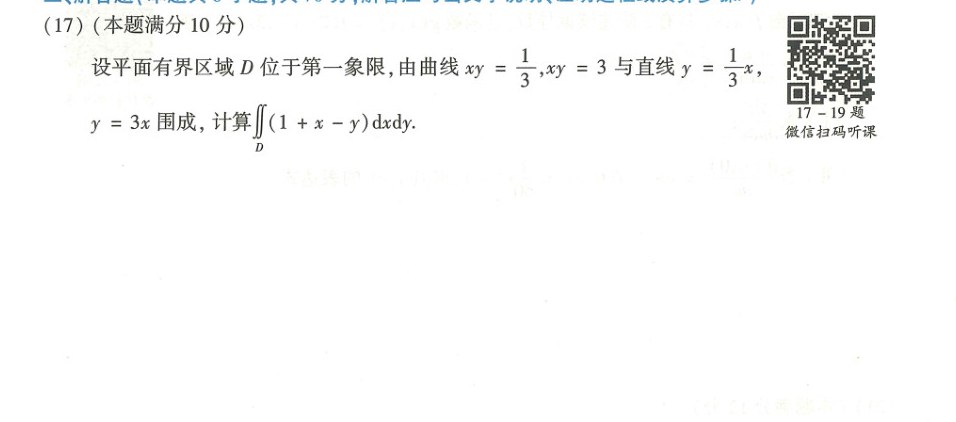 (17) (本题满分 10 分)
设平面有界区域 D 位于第一象限,由曲线 xy = 1/3, xy = 3 与直线 y = 1/3 x,
y = 3x 围成, 计算∬_D (1 + x - y)dxdy.
17 - 19 题
微信扫码听课